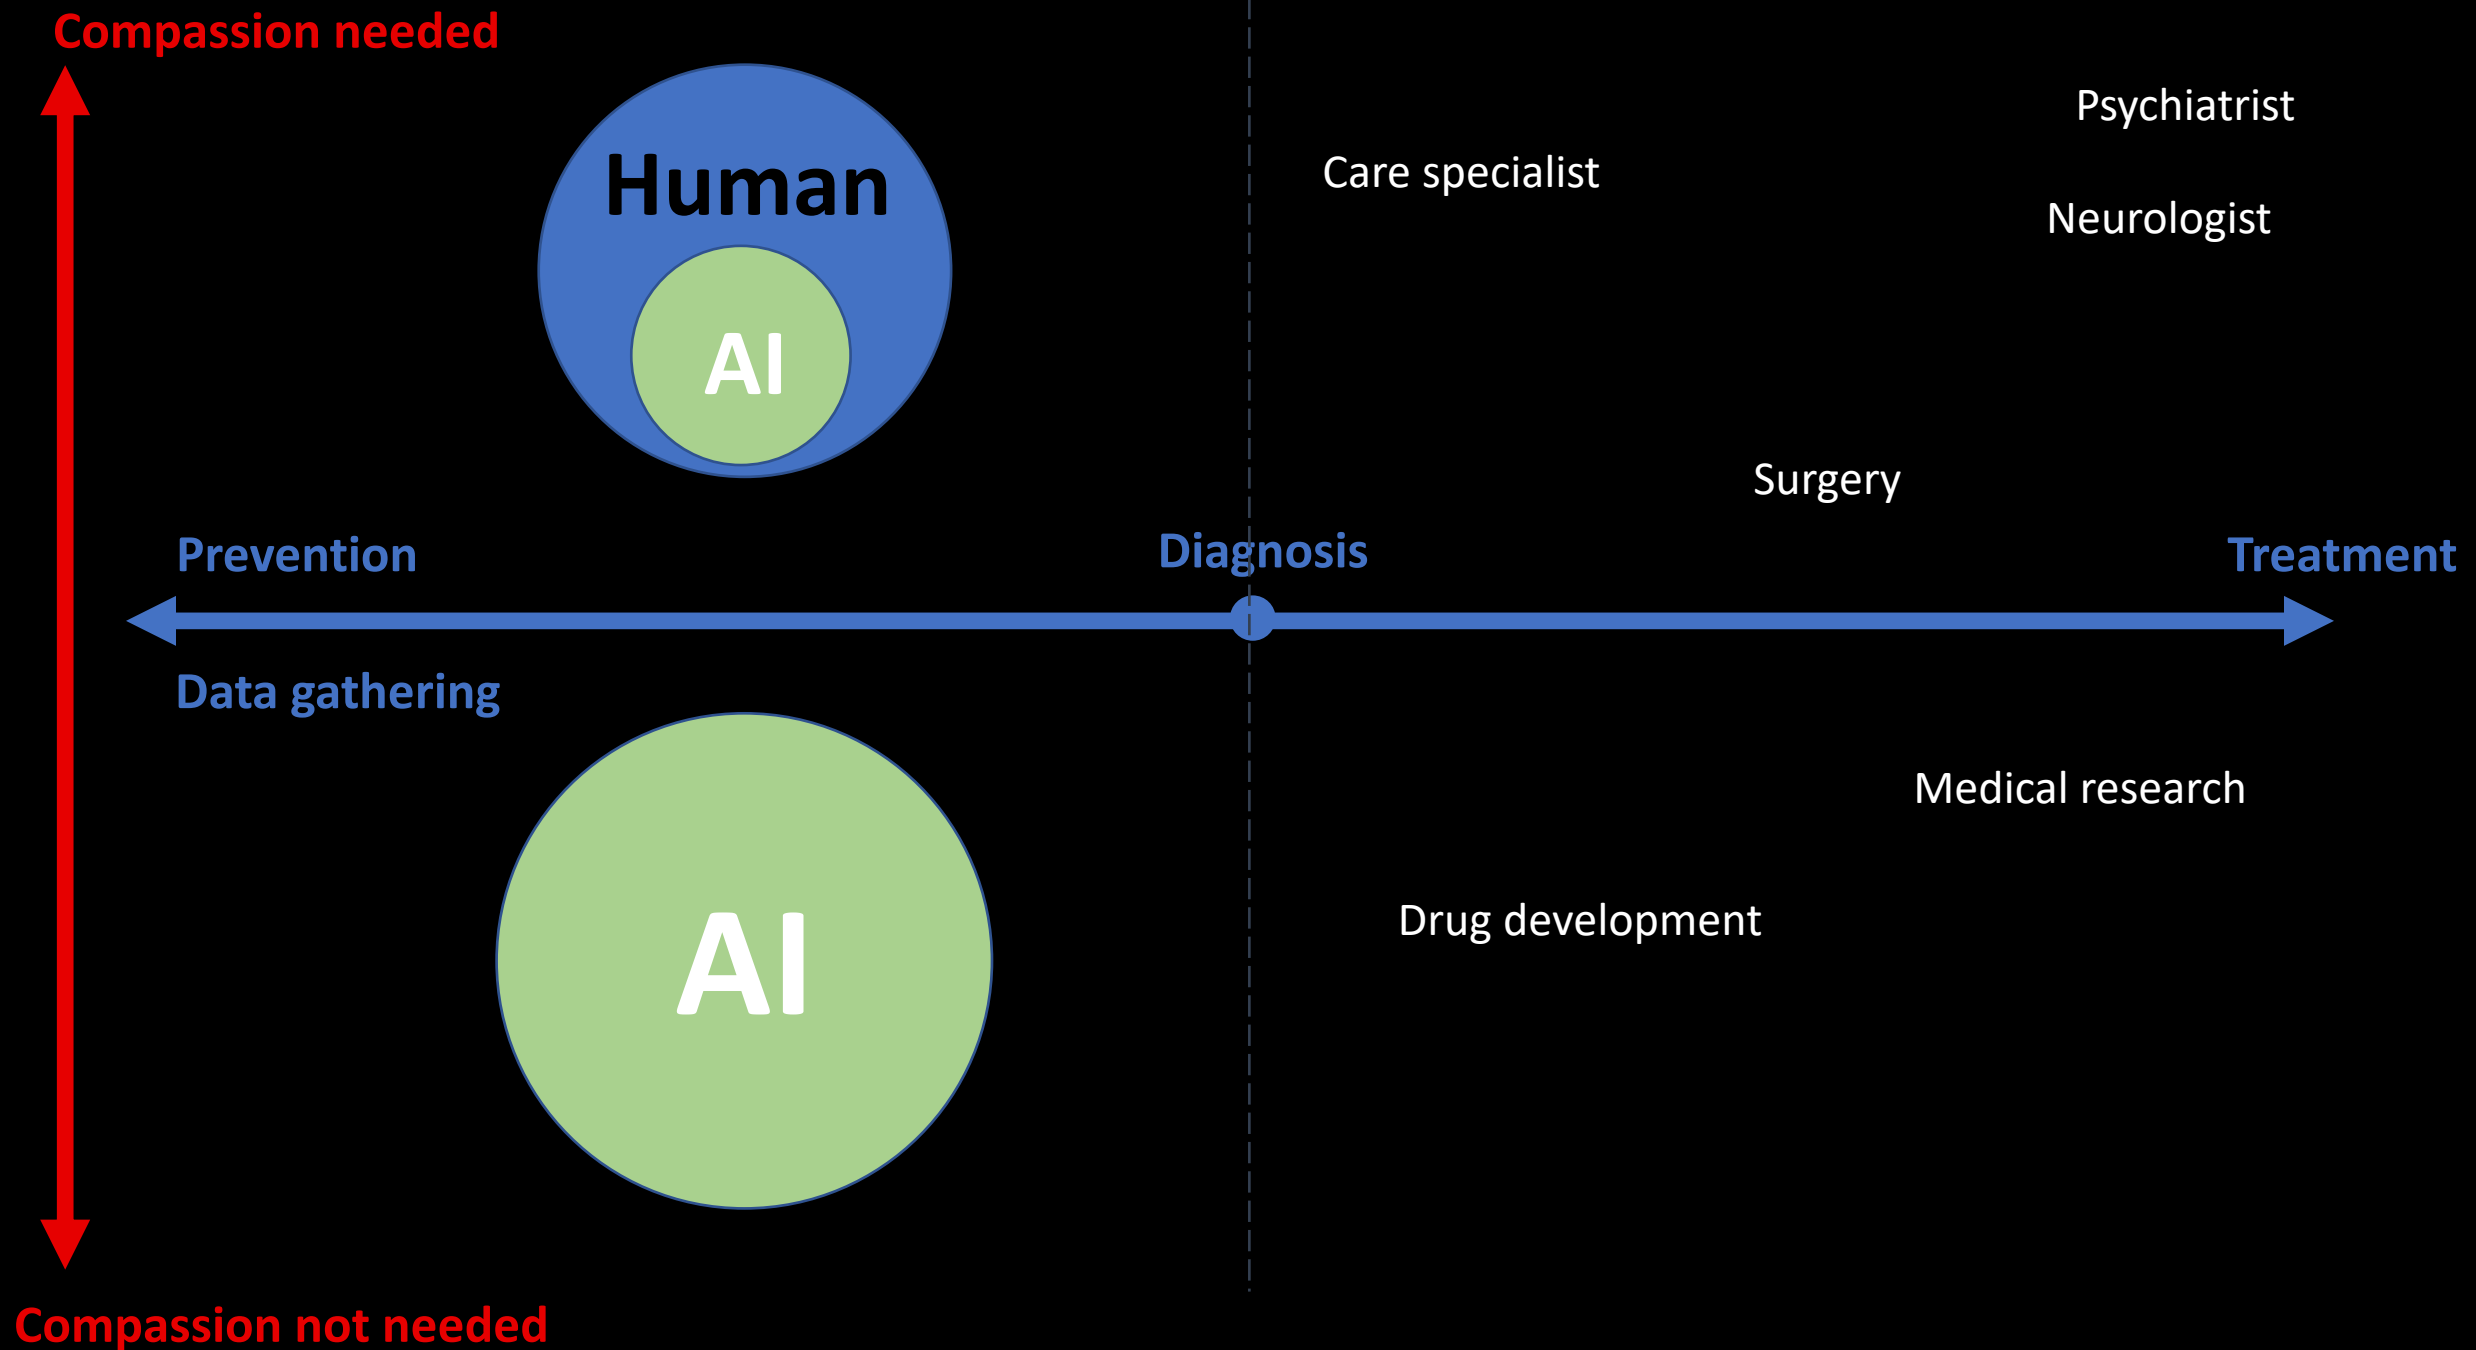 Compassion needed
Psychiatrist
Human
Care specialist
Neurologist
AI
Surgery
Prevention
Diagnosis
Treatment
Data gathering
Medical research
AI
Drug development
Compassion not needed